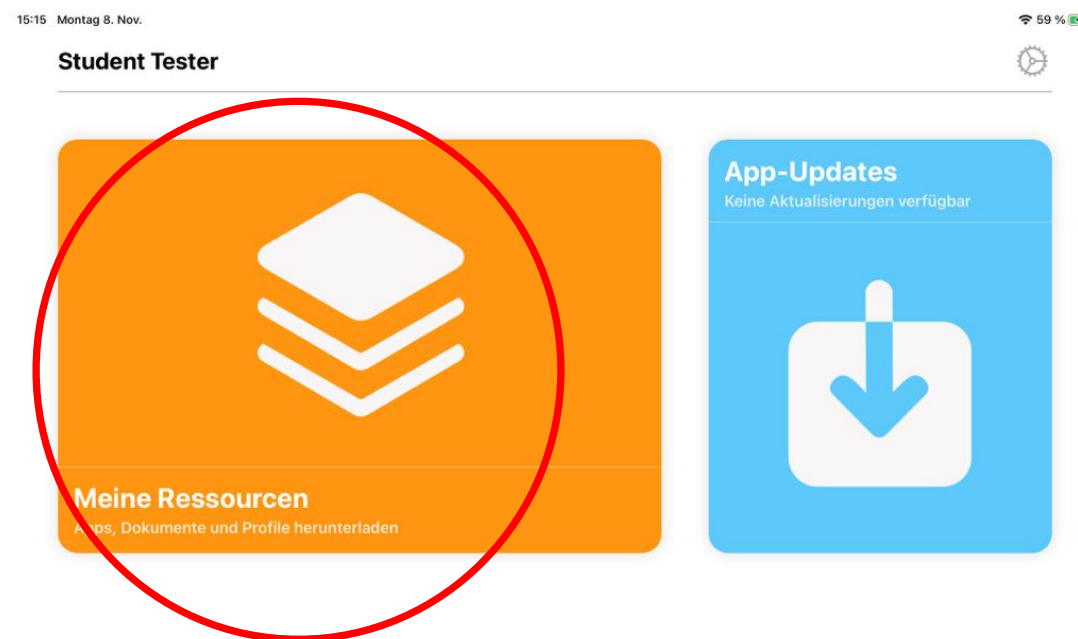 15:15 Montag 8. Nov.
59 %
Student Tester
App-Updates
Keine Aktualisierungen verfügbar
Meine Ressourcen
Apps, Dokumente und Profile herunterladen